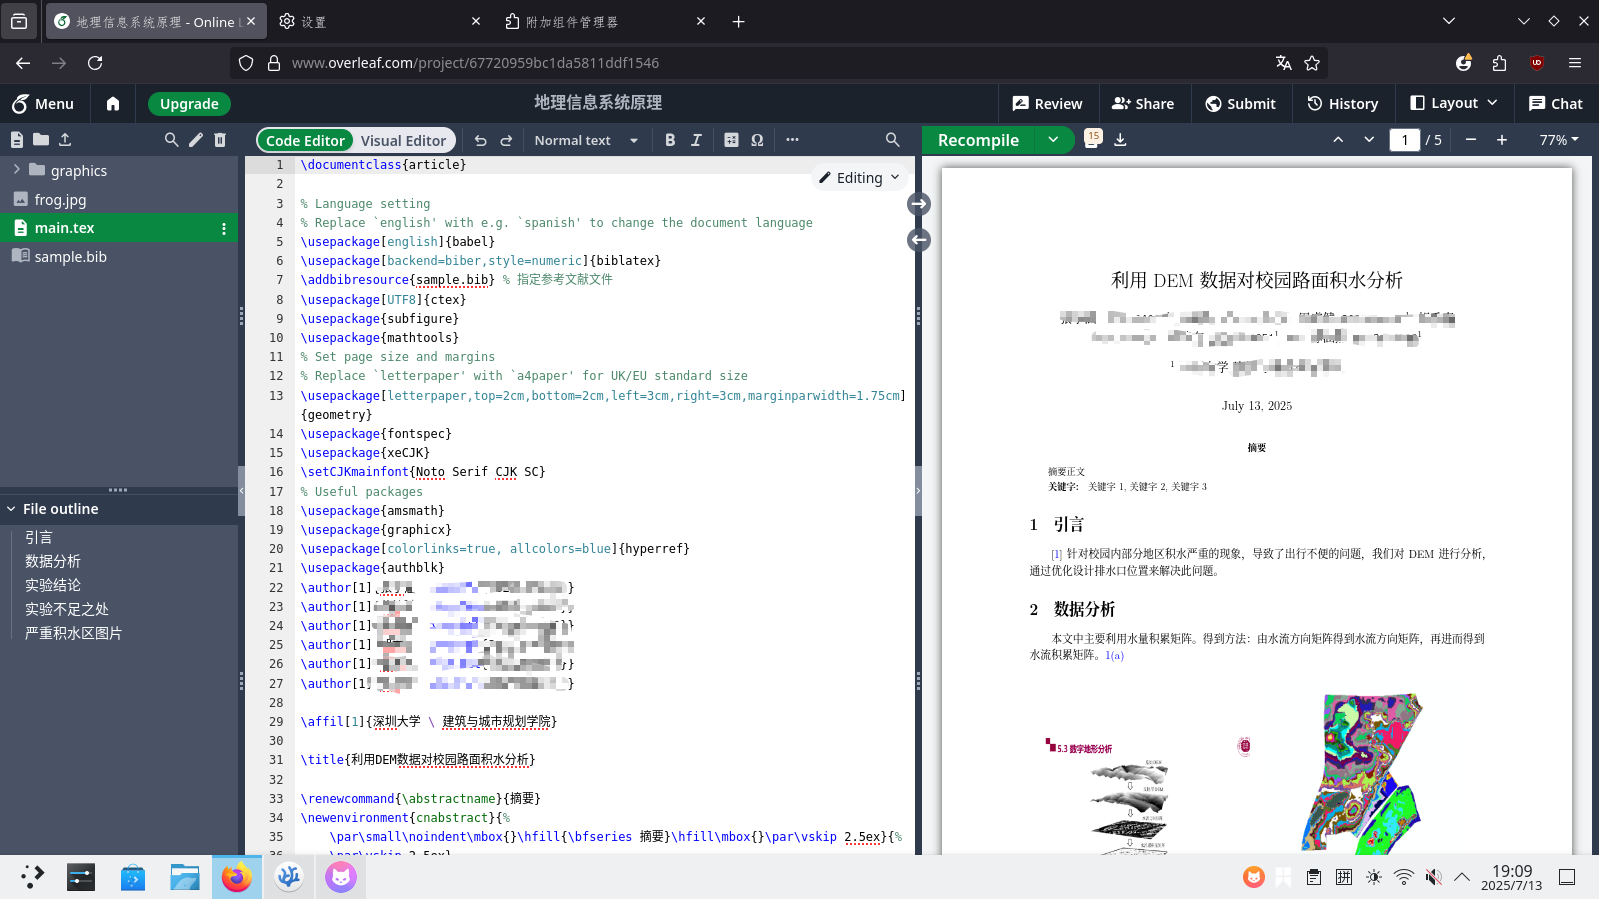 地理信息系统原理 - Online L
设置
附加组件管理器
www.overleaf.com/project/67720959bc1da5811ddf1546
Menu
Upgrade
地理信息系统原理
Review
Share
Submit
History
Layout
Chat
Code Editor
Visual Editor
Normal text
B
I
Ω
Recompile
15
1 / 5
77%
graphics
frog.jpg
main.tex
sample.bib
File outline
引言
数据分析
实验结论
实验不足之处
严重积水区图片
Editing
1 \documentclass{article}
2
3 % Language setting
4 % Replace `english' with e.g. `spanish' to change the document language
5 \usepackage[english]{babel}
6 \usepackage[backend=biber,style=numeric]{biblatex}
7 \addbibresource{sample.bib} % 指定参考文献文件
8 \usepackage[UTF8]{ctex}
9 \usepackage{subfigure}
10 \usepackage{mathtools}
11 % Set page size and margins
12 % Replace `letterpaper' with `a4paper' for UK/EU standard size
13 \usepackage[letterpaper,top=2cm,bottom=2cm,left=3cm,right=3cm,marginparwidth=1.75cm]
{geometry}
14 \usepackage{fontspec}
15 \usepackage{xeCJK}
16 \setCJKmainfont{Noto Serif CJK SC}
17 % Useful packages
18 \usepackage{amsmath}
19 \usepackage{graphicx}
20 \usepackage[colorlinks=true, allcolors=blue]{hyperref}
21 \usepackage{authblk}
22 \author[1]
23 \author[1]
24 \author[1]
25 \author[1]
26 \author[1]
27 \author[1]
28
29 \affil[1]{深圳大学 \ 建筑与城市规划学院}
30
31 \title{利用DEM数据对校园路面积水分析}
32
33 \renewcommand{\abstractname}{摘要}
34 \newenvironment{cnabstract}{%
35 \par\small\noindent\mbox{}\hfill{\bfseries 摘要}\hfill\mbox{}\par\vskip 2.5ex}{%
利用 DEM 数据对校园路面积水分析
July 13, 2025
摘要
摘要正文
关键字： 关键字 1, 关键字 2, 关键字 3
1 引言
[1] 针对校园内部分地区积水严重的现象，导致了出行不便的问题，我们对 DEM 进行分析，
通过优化设计排水口位置来解决此问题。
2 数据分析
本文中主要利用水量积累矩阵。得到方法：由水流方向矩阵得到水流方向矩阵，再进而得到
水流积累矩阵。1(a)
5.3 数字地形分析
拼
19:09
2025/7/13